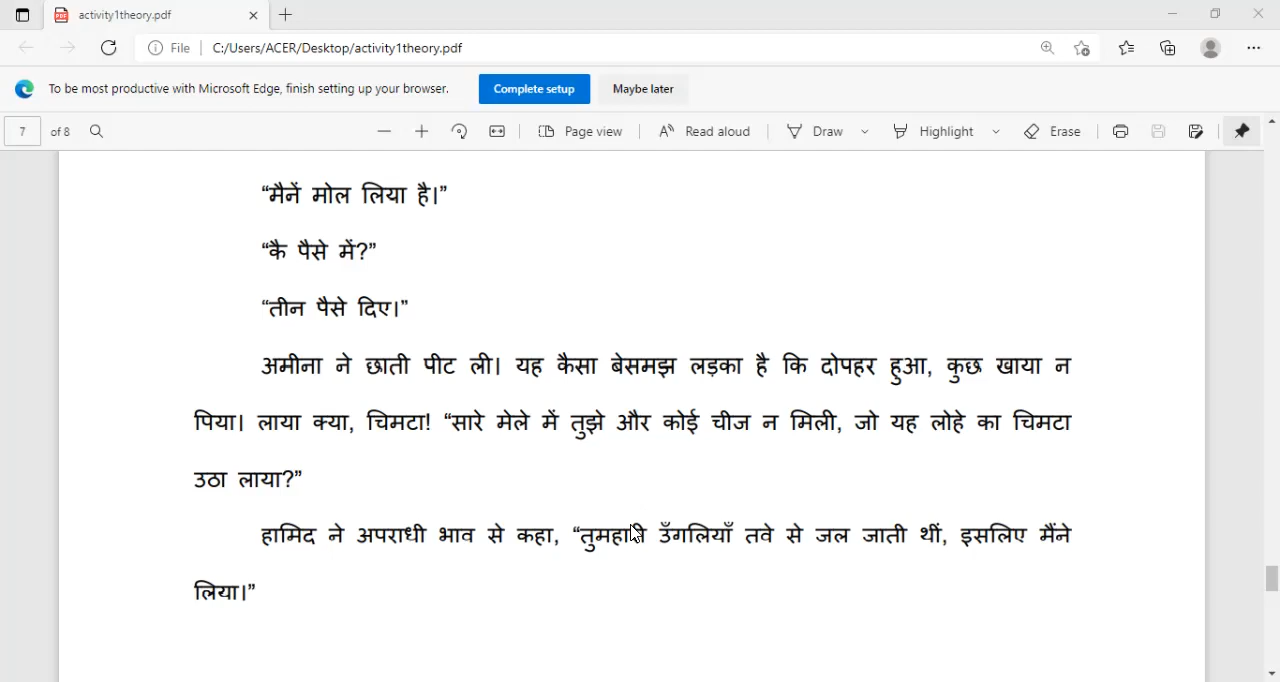 activity1theory.pdf
File C:/Users/ACER/Desktop/activity1theory.pdf
To be most productive with Microsoft Edge, finish setting up your browser. Complete setup Maybe later
7 of 8 Page view Read aloud Draw Highlight Erase
“मैनें मोल लिया है।”
“कै पैसे में?”
“तीन पैसे दिए।”
अमीना ने छाती पीट ली। यह कैसा बेसमझ लड़का है कि दोपहर हुआ, कुछ खाया न
पिया। लाया क्या, चिमटा! “सारे मेले में तुझे और कोई चीज न मिली, जो यह लोहे का चिमटा
उठा लाया?”
हामिद ने अपराधी भाव से कहा, उँगलियाँ तवे से जल जाती थीं, इसलिए मैंने
लिया।”